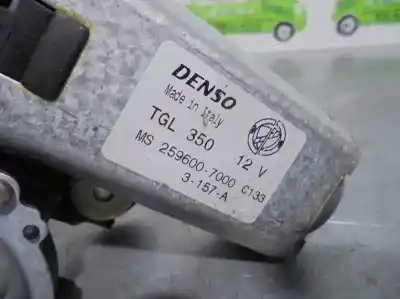 DENSO
Made in Italy
TGL 350 12 V
MS 259600-7000 C133
3-157-A